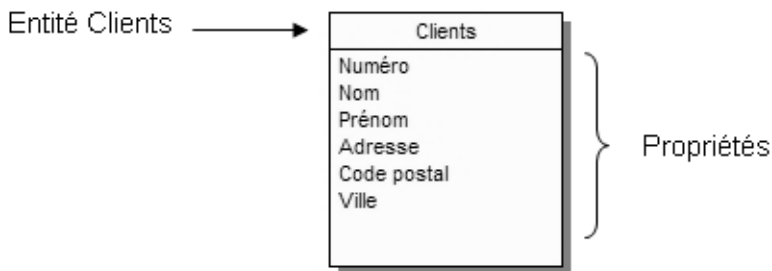 Entité Clients
Clients
Numéro
Nom
Prénom
Adresse
Code postal
Ville
Propriétés